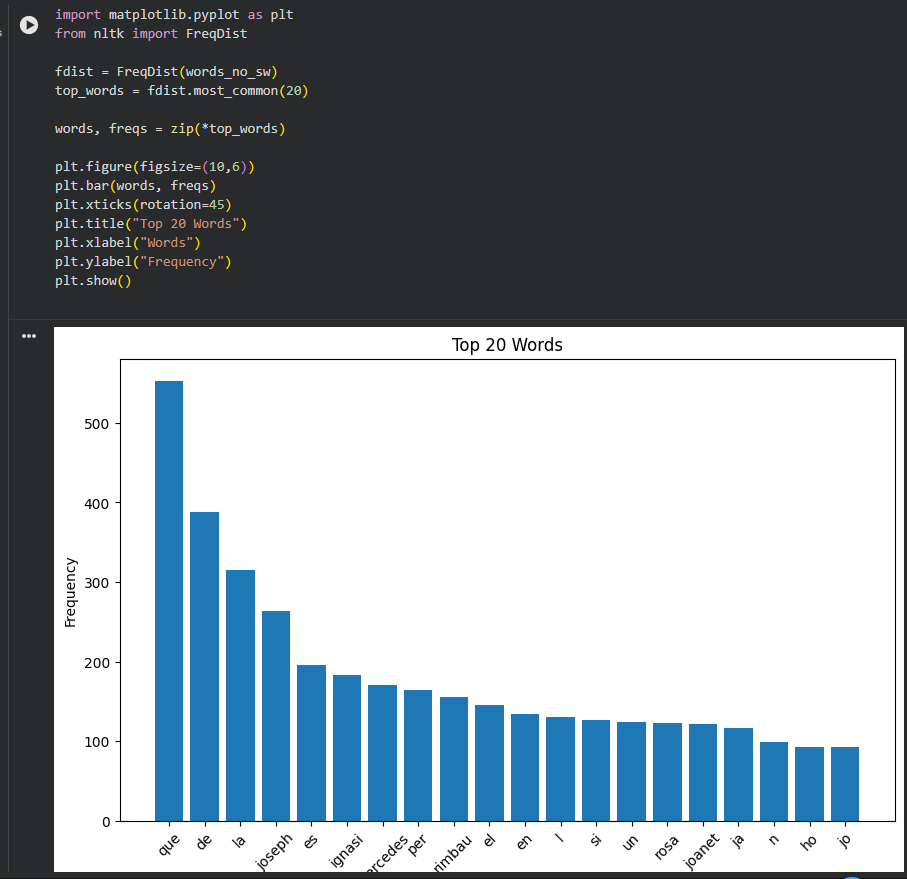 import matplotlib.pyplot as plt
from nltk import FreqDist
fdist = FreqDist(words_no_sw)
top_words = fdist.most_common(20)
words, freqs = zip(*top_words)
plt.figure(figsize=(10,6))
plt.bar(words, freqs)
plt.xticks(rotation=45)
plt.title("Top 20 Words")
plt.xlabel("Words")
plt.ylabel("Frequency")
plt.show()
Top 20 Words
500
400
300
200
100
0
Frequency
que de la joseph es ignasi ercedes per rimbau el en l si un rosa joanet ja n ho jo